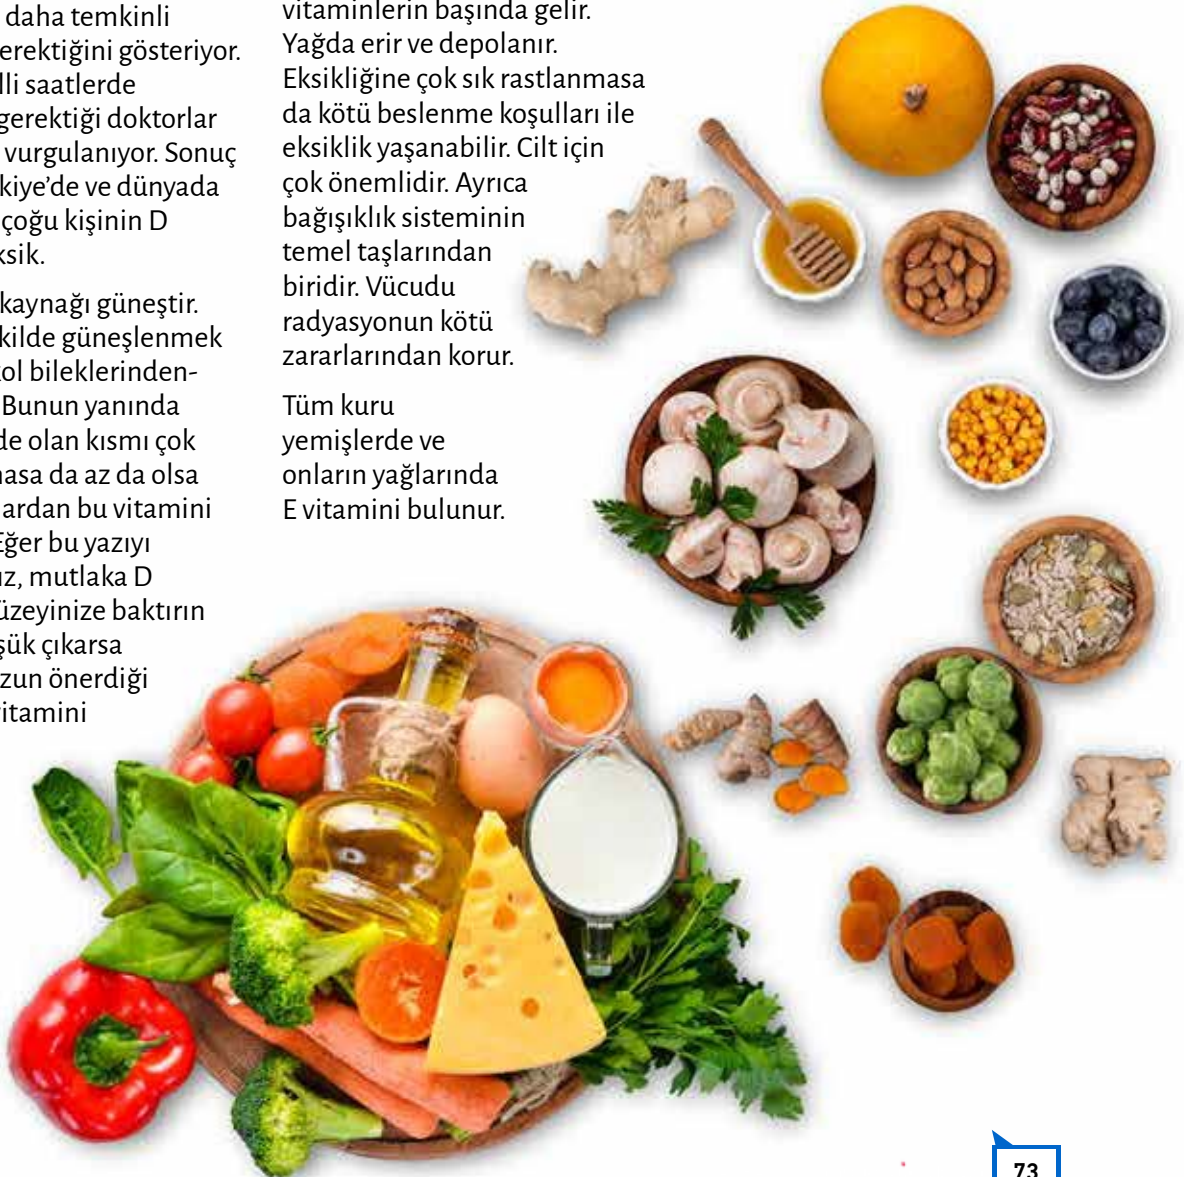 daha temkinli
erektiğini gösteriyor.
lli saatlerde
gerektiği doktorlar
vurgulanıyor. Sonuç
kiye’de ve dünyada
çoğu kişinin D
ksik.
kaynağı güneştir.
kilde güneşlenmek
kol bileklerinden-
Bunun yanında
de olan kısmı çok
masa da az da olsa
lardan bu vitamini
Eğer bu yazıyı
ız, mutlaka D
üzeyinize baktırın
şük çıkarsa
zun önerdiği
vitamini
vitaminlerin başında gelir.
Yağda erir ve depolanır.
Eksikliğine çok sık rastlanmasa
da kötü beslenme koşulları ile
eksiklik yaşanabilir. Cilt için
çok önemlidir. Ayrıca
bağışıklık sisteminin
temel taşlarından
biridir. Vücudu
radyasyonun kötü
zararlarından korur.
Tüm kuru
yemişlerde ve
onların yağlarında
E vitamini bulunur.
73